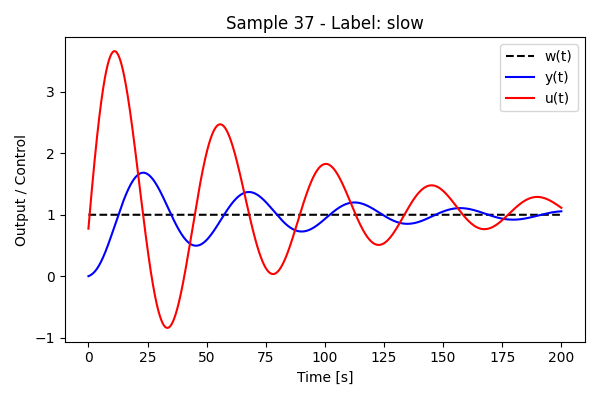 Sample 37 - Label: slow
w(t)
y(t)
u(t)
Output / Control
3
2
1
0
−1
0 25 50 75 100 125 150 175 200
Time [s]